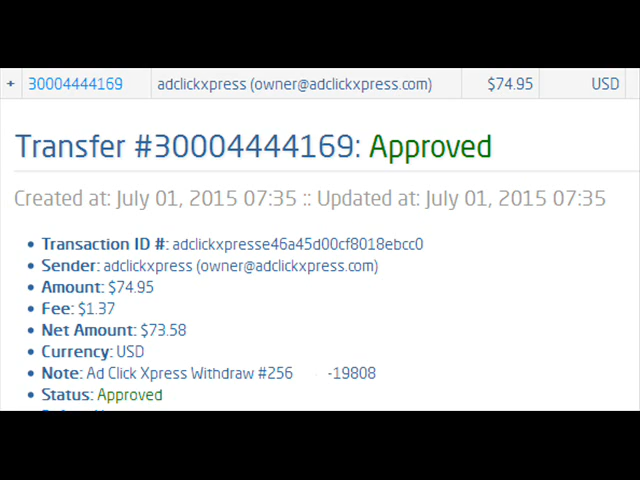 + 30004444169 adclickxpress (owner@adclickxpress.com) $74.95 USD
Transfer #30004444169: Approved
Created at: July 01, 2015 07:35 :: Updated at: July 01, 2015 07:35
• Transaction ID #: adclickxpresse46a45d00cf8018ebcc0
• Sender: adclickxpress (owner@adclickxpress.com)
• Amount: $74.95
• Fee: $1.37
• Net Amount: $73.58
• Currency: USD
• Note: Ad Click Xpress Withdraw #256 -19808
• Status: Approved